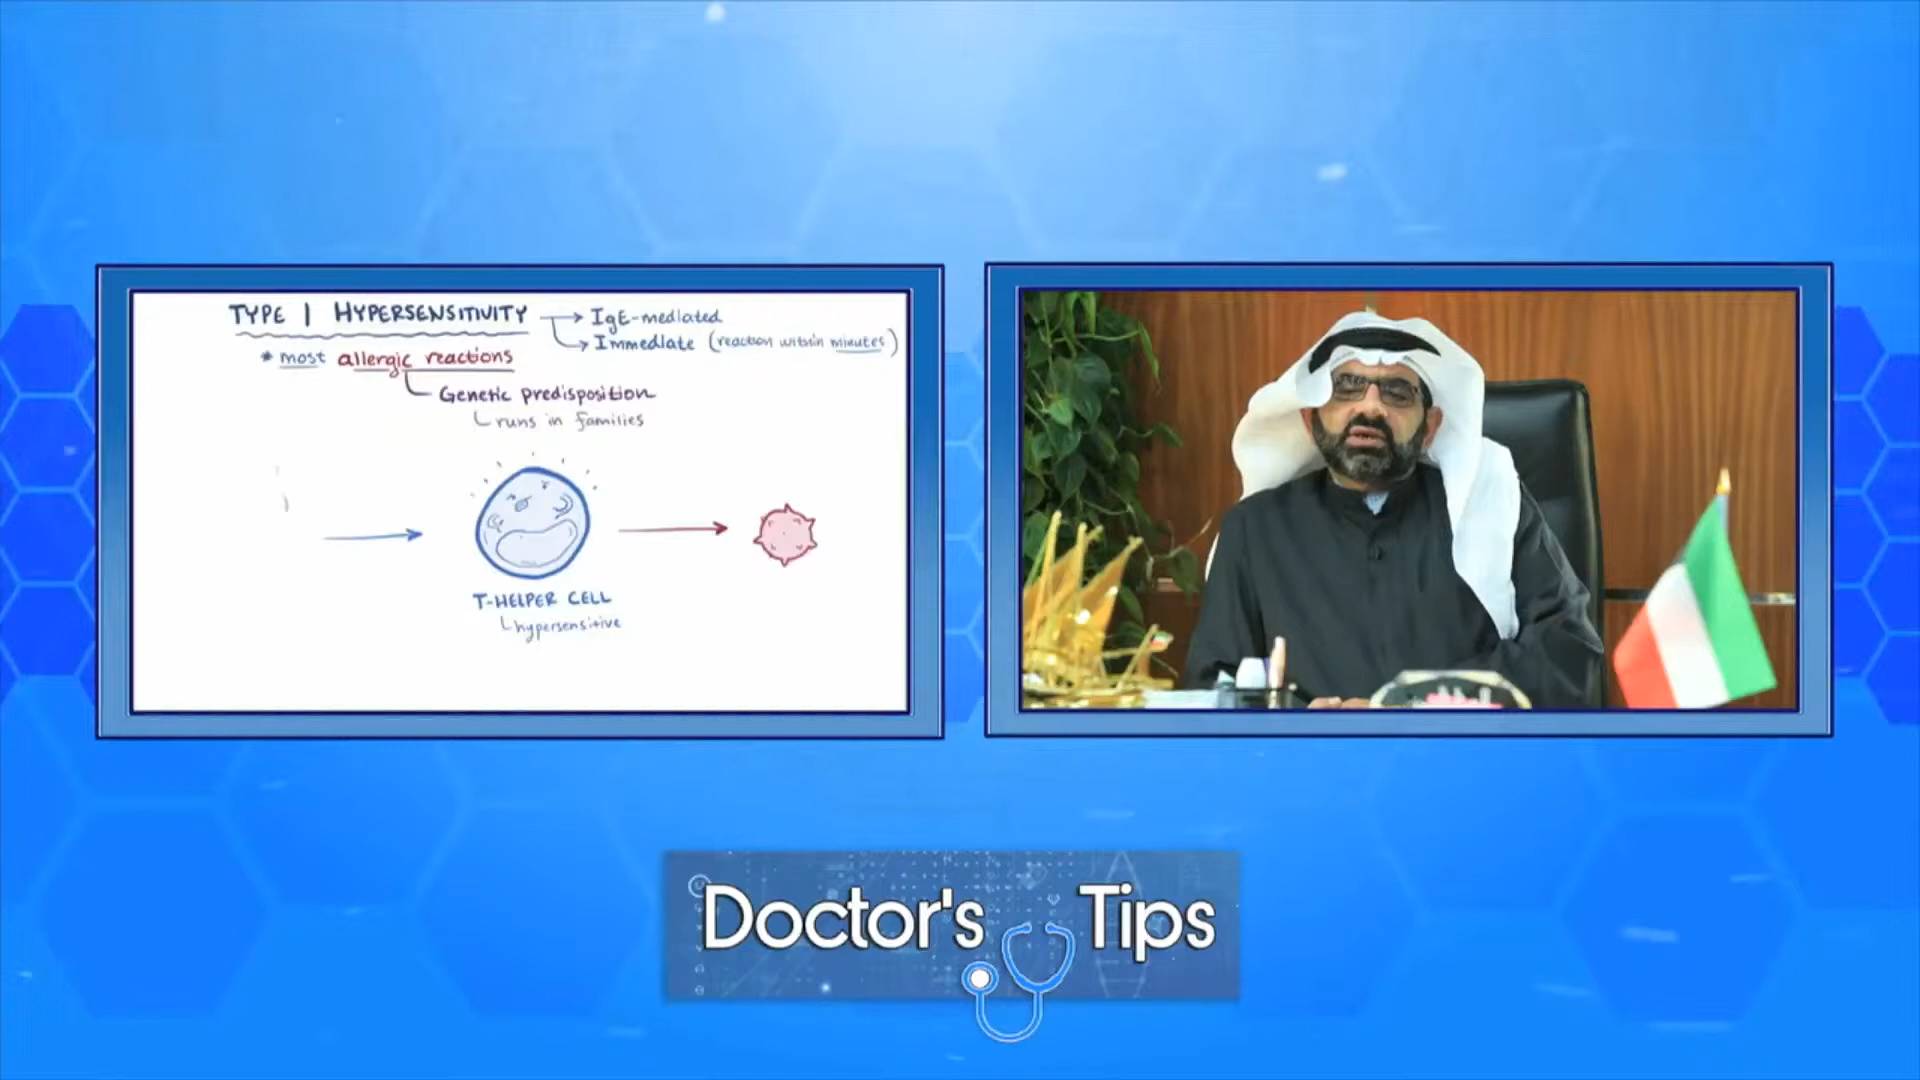 TYPE I HYPERSENSITIVITY
IgE-mediated
Immediate (reaction within minutes)
* most allergic reactions
Genetic predisposition
runs in families
T-HELPER CELL
hypersensitive
Doctor's Tips